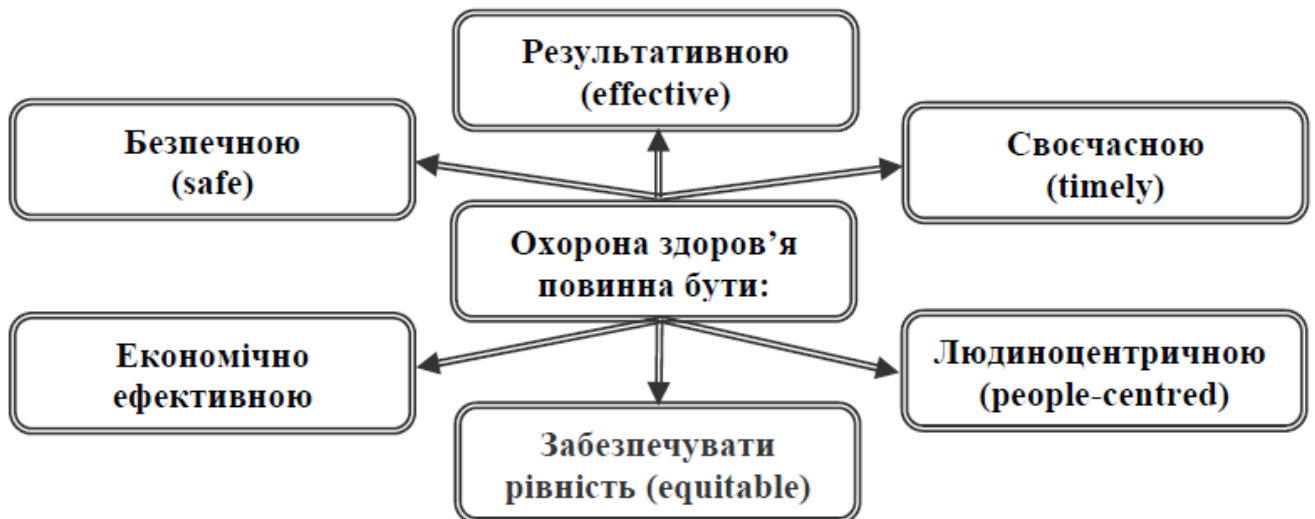 Результативною
(effective)
Безпечною
(safe)
Своєчасною
(timely)
Охорона здоров’я
повинна бути:
Економічно
ефективною
Людиноцентричною
(people-centred)
Забезпечувати
рівність (equitable)